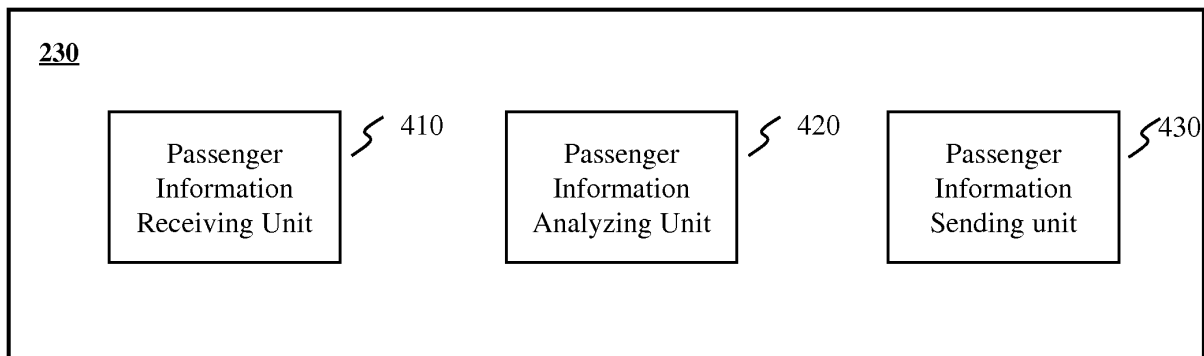 230
Passenger
Information
Receiving Unit
410
Passenger
Information
Analyzing Unit
420
Passenger
Information
Sending unit
430